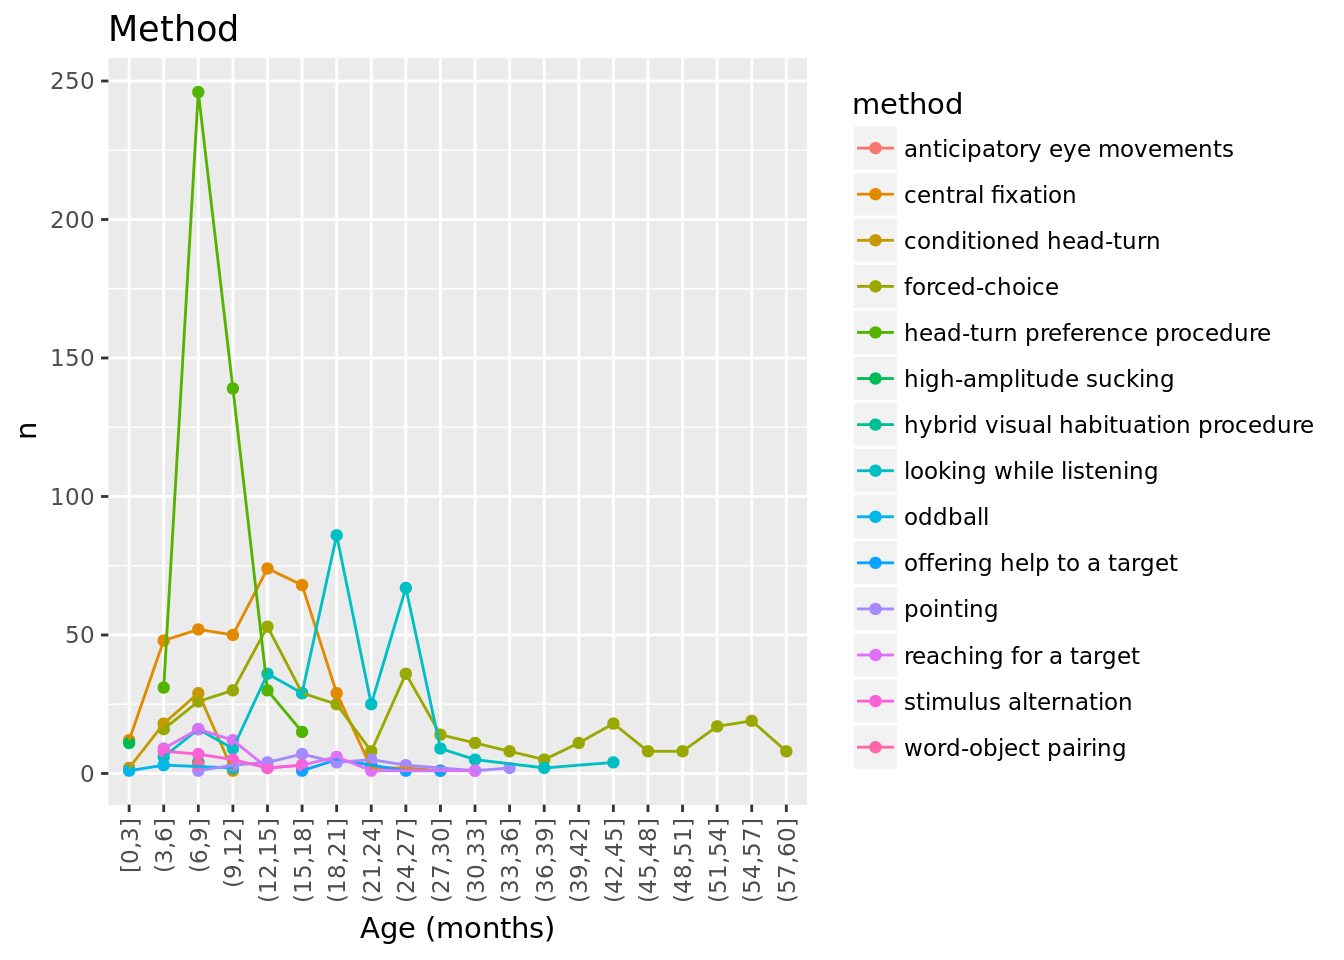 Method
250
200
150
100
50
0
n
[0,3]
(3,6]
(6,9]
(9,12]
(12,15]
(15,18]
(18,21]
(21,24]
(24,27]
(27,30]
(30,33]
(33,36]
(36,39]
(39,42]
(42,45]
(45,48]
(48,51]
(51,54]
(54,57]
(57,60]
Age (months)
method
anticipatory eye movements
central fixation
conditioned head-turn
forced-choice
head-turn preference procedure
high-amplitude sucking
hybrid visual habituation procedure
looking while listening
oddball
offering help to a target
pointing
reaching for a target
stimulus alternation
word-object pairing